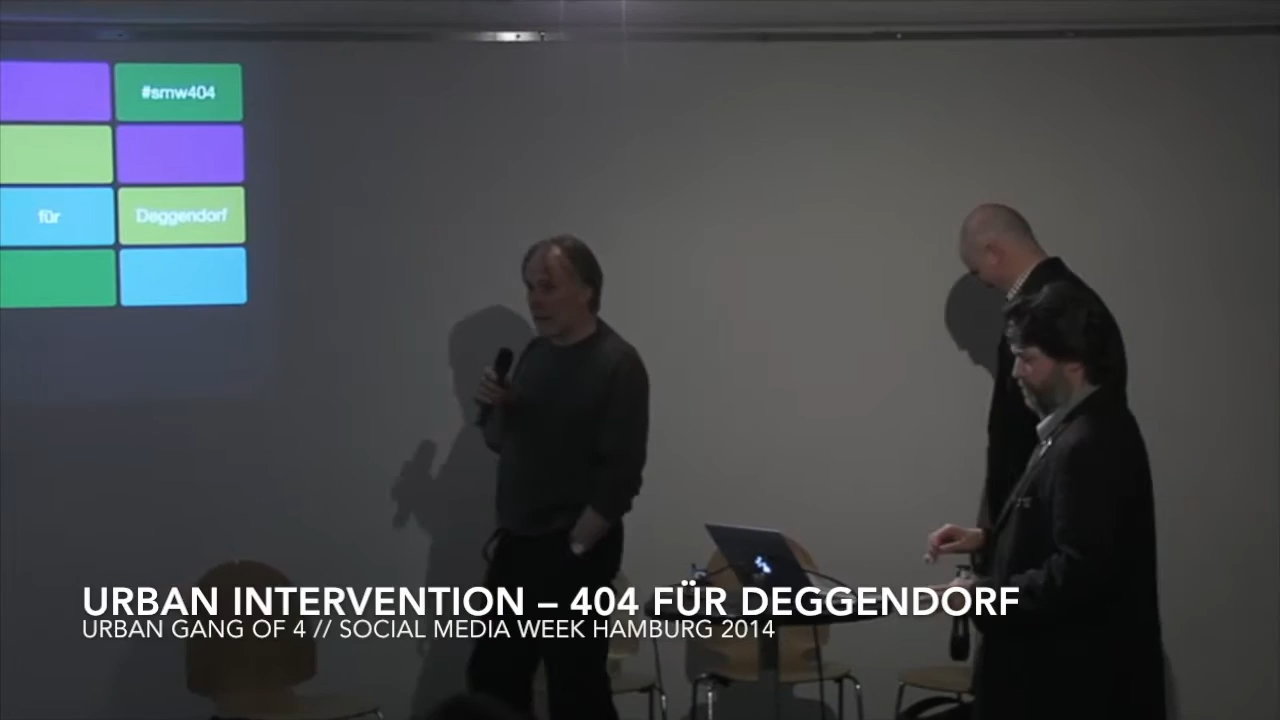 #smw404
für Deggendorf
URBAN INTERVENTION – 404 FÜR DEGGENDORF
URBAN GANG OF 4 // SOCIAL MEDIA WEEK HAMBURG 2014